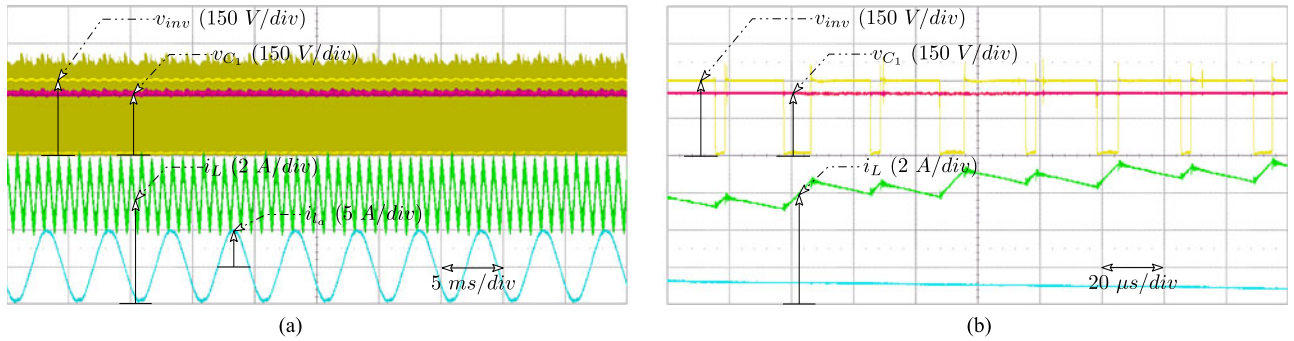 v_inv (150 V/div)
v_C1 (150 V/div)
i_L (2 A/div)
i_ta (5 A/div)
5 ms/div
(a)
v_inv (150 V/div)
v_C1 (150 V/div)
i_L (2 A/div)
20 μs/div
(b)